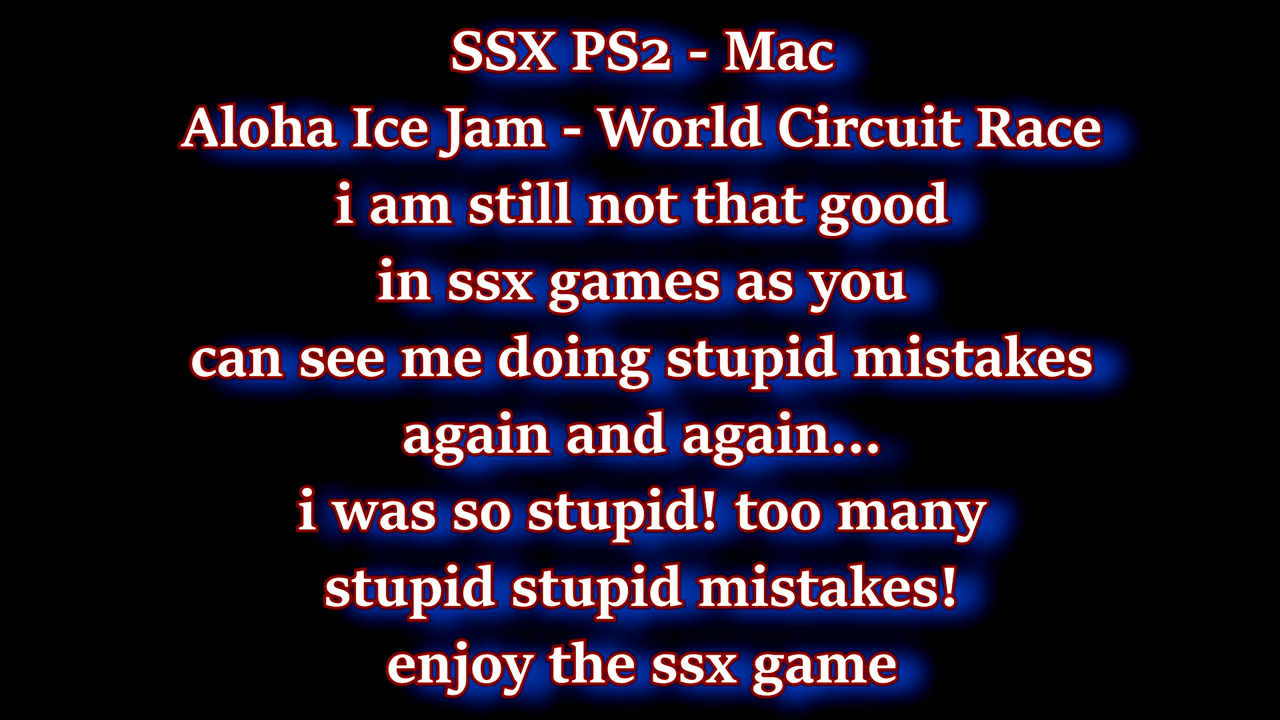 SSX PS2 - Mac
Aloha Ice Jam - World Circuit Race
i am still not that good
in ssx games as you
can see me doing stupid mistakes
again and again...
i was so stupid! too many
stupid stupid mistakes!
enjoy the ssx game